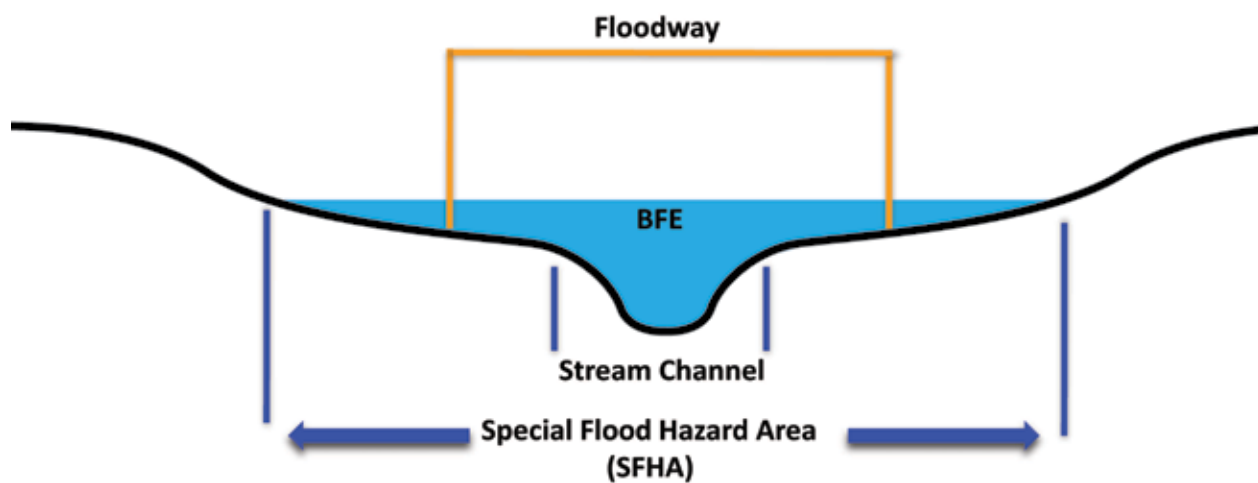 Floodway
BFE
Stream Channel
Special Flood Hazard Area
(SFHA)